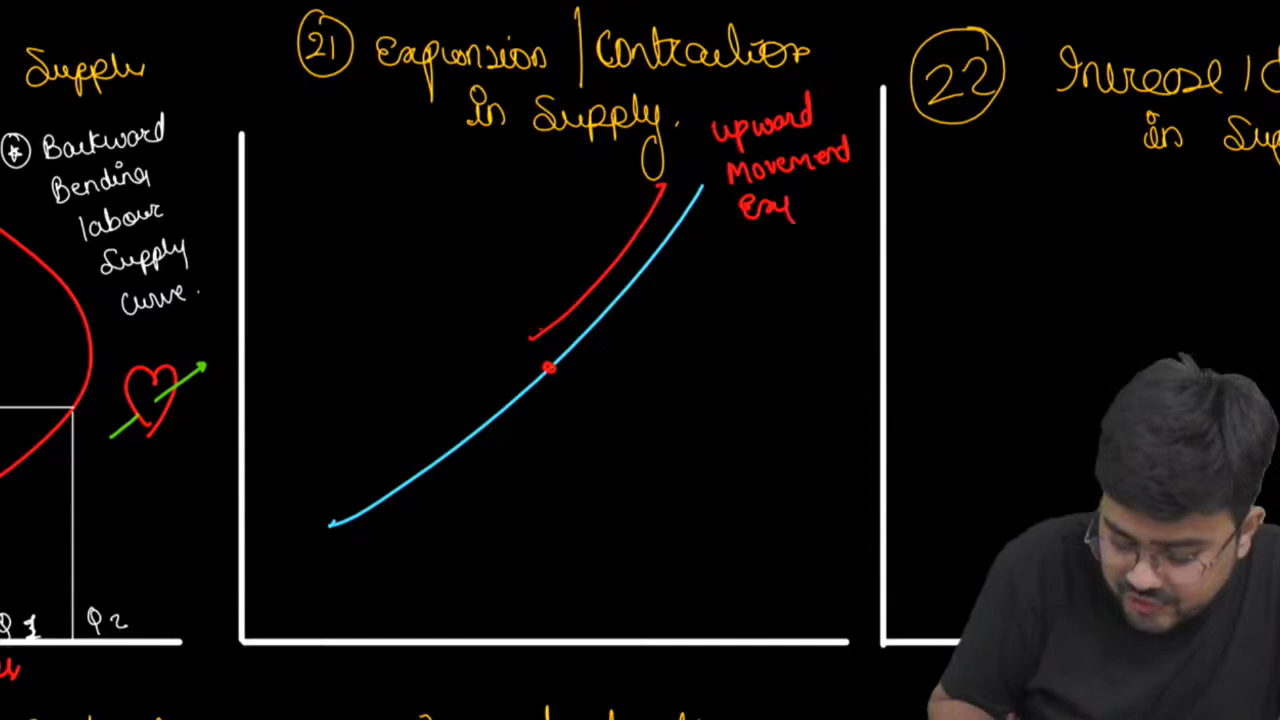 Supply
* Backward
Bending
labour
Supply
curve.
Q1 Q2
21 Expansion / Contraction
in Supply.
upward
Movement
Exp
22 Increase /
in Sup